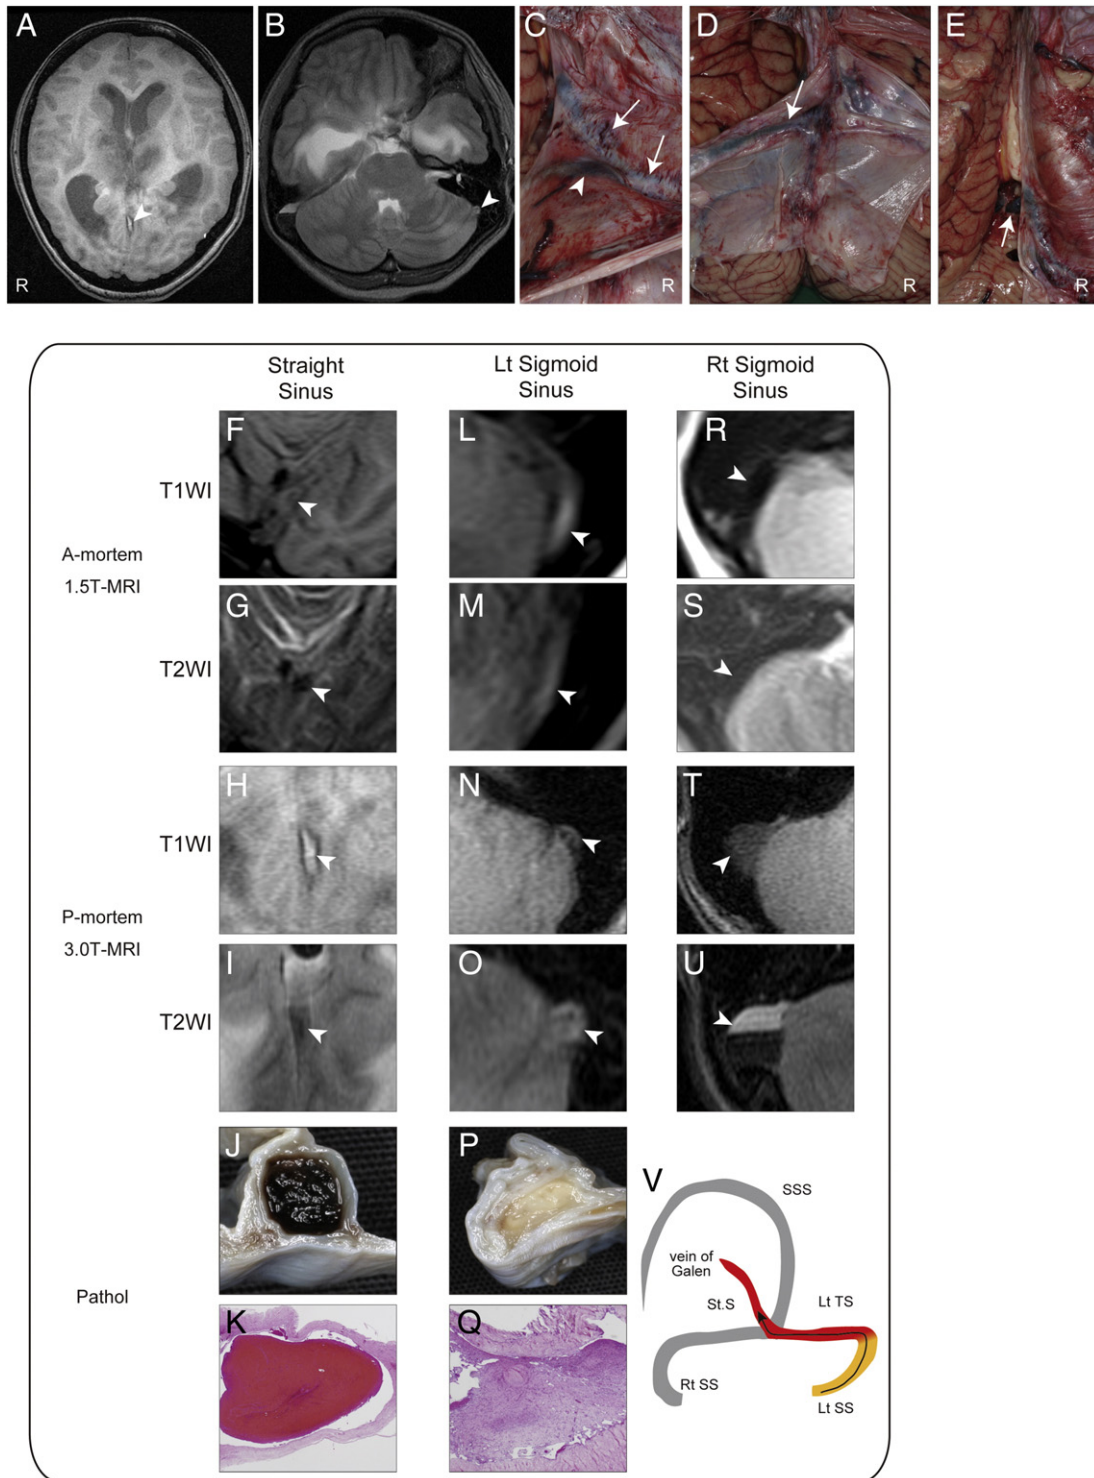 A
B
C
D
E
R
R
R
R
Straight
Sinus
Lt Sigmoid
Sinus
Rt Sigmoid
Sinus
F
L
R
T1WI
A-mortem
1.5T-MRI
G
M
S
T2WI
H
N
T
T1WI
P-mortem
3.0T-MRI
I
O
U
T2WI
J
P
V
SSS
vein of
Galen
St.S
Lt TS
Pathol
K
Q
Rt SS
Lt SS